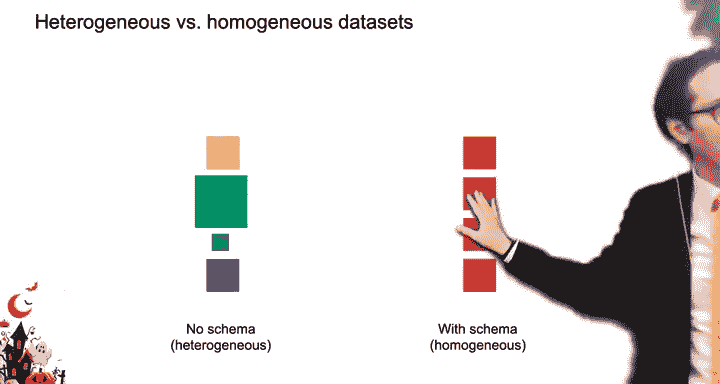 Heterogeneous vs. homogeneous datasets
No schema
(heterogeneous)
With schema
(homogeneous)